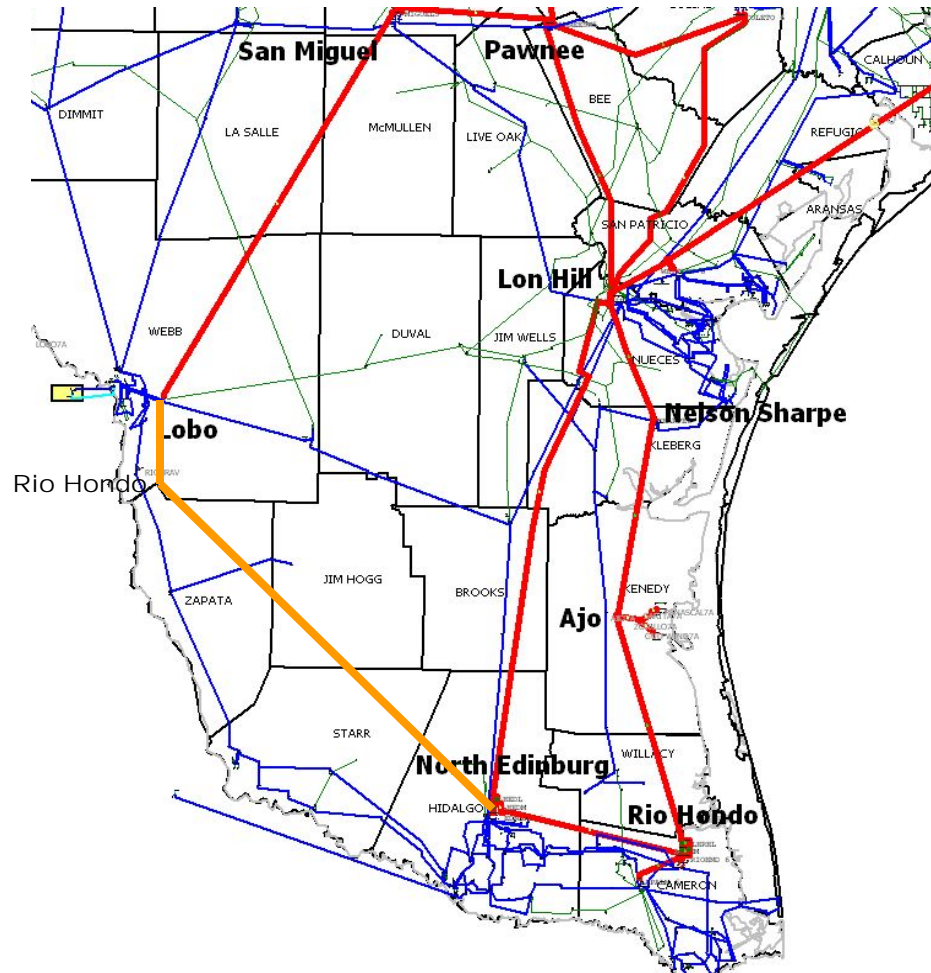 San Miguel
Pawnee
CALHOUN
BEE
DIMMIT
LA SALLE
McMULLEN
LIVE OAK
REFUGIO
ARANSAS
SAN PATRICIO
Lon Hill
WEBB
DUVAL
JIM WELLS
NUECES
Lobo
Nelson Sharpe
KLEBERG
Rio Hondo
JIM HOGG
ZAPATA
BROOKS
KENEDY
Ajo
STARR
WILLACY
North Edinburg
HIDALGO
Rio Hondo
CAMERON